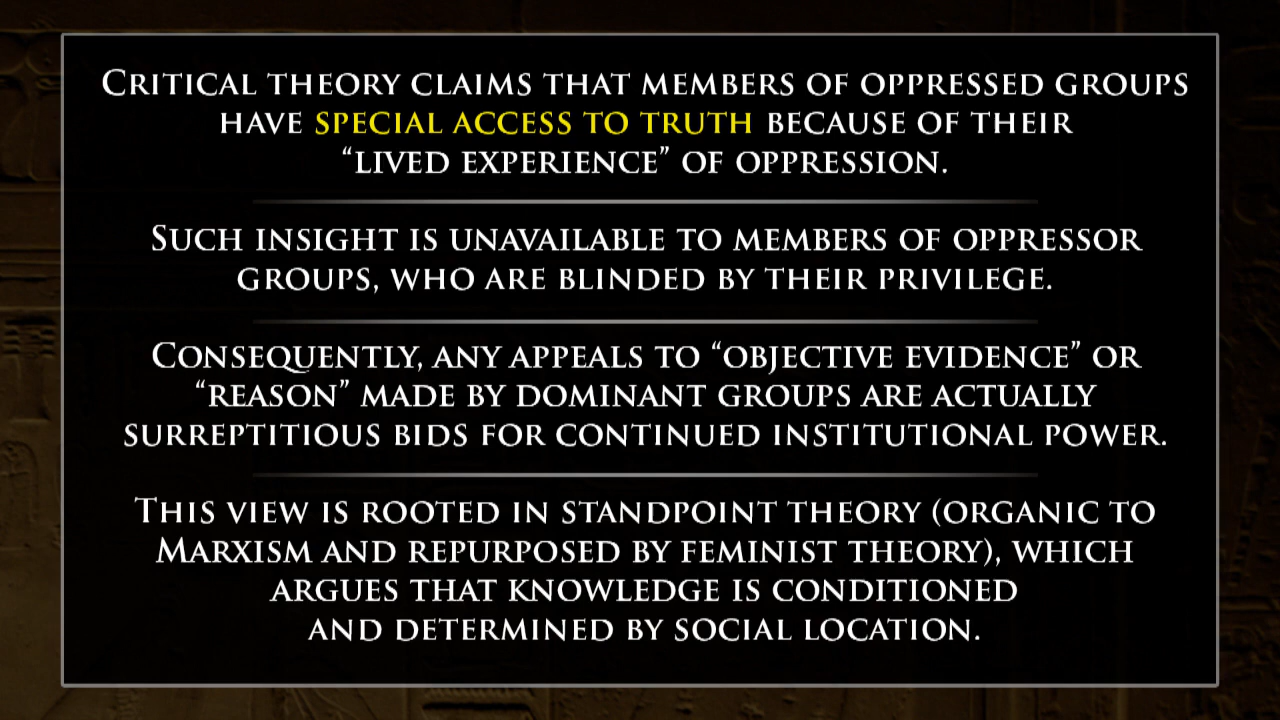 Critical theory claims that members of oppressed groups
have special access to truth because of their
“lived experience” of oppression.
Such insight is unavailable to members of oppressor
groups, who are blinded by their privilege.
Consequently, any appeals to “objective evidence” or
“reason” made by dominant groups are actually
surreptitious bids for continued institutional power.
This view is rooted in standpoint theory (organic to
Marxism and repurposed by feminist theory), which
argues that knowledge is conditioned
and determined by social location.